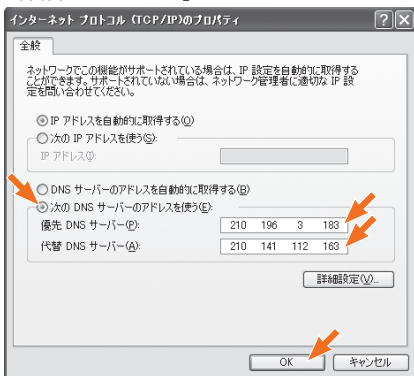 インターネット プロトコル (TCP/IP)のプロパティ
全般
ネットワークでこの機能がサポートされている場合は、IP 設定を自動的に取得する
ことができます。サポートされていない場合は、ネットワーク管理者に適切な IP 設
定を問い合わせてください。
IP アドレスを自動的に取得する(O)
次の IP アドレスを使う(S):
IP アドレス(I):
DNS サーバーのアドレスを自動的に取得する(B)
次の DNS サーバーのアドレスを使う(E):
優先 DNS サーバー(P): 210 196 3 183
代替 DNS サーバー(A): 210 141 112 163
詳細設定(V)...
OK キャンセル